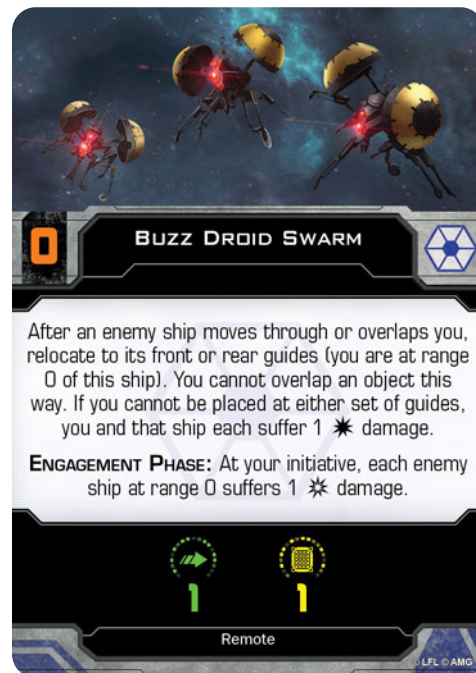 0
BUZZ DROID SWARM
After an enemy ship moves through or overlaps you,
relocate to its front or rear guides (you are at range
0 of this ship). You cannot overlap an object this
way. If you cannot be placed at either set of guides,
you and that ship each suffer 1 damage.
ENGAGEMENT PHASE: At your initiative, each enemy
ship at range 0 suffers 1 damage.
1 1
Remote
LFL © AMG